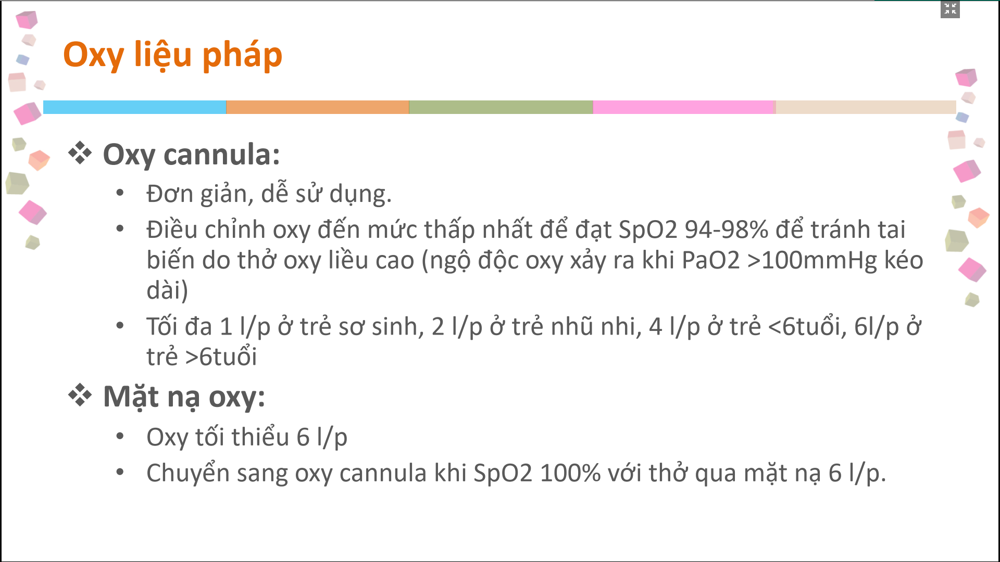 Oxy liệu pháp
❖ Oxy cannula:
• Đơn giản, dễ sử dụng.
• Điều chỉnh oxy đến mức thấp nhất để đạt SpO2 94-98% để tránh tai
biến do thở oxy liều cao (ngộ độc oxy xảy ra khi PaO2 >100mmHg kéo
dài)
• Tối đa 1 l/p ở trẻ sơ sinh, 2 l/p ở trẻ nhũ nhi, 4 l/p ở trẻ <6tuổi, 6l/p ở
trẻ >6tuổi
❖ Mặt nạ oxy:
• Oxy tối thiểu 6 l/p
• Chuyển sang oxy cannula khi SpO2 100% với thở qua mặt nạ 6 l/p.